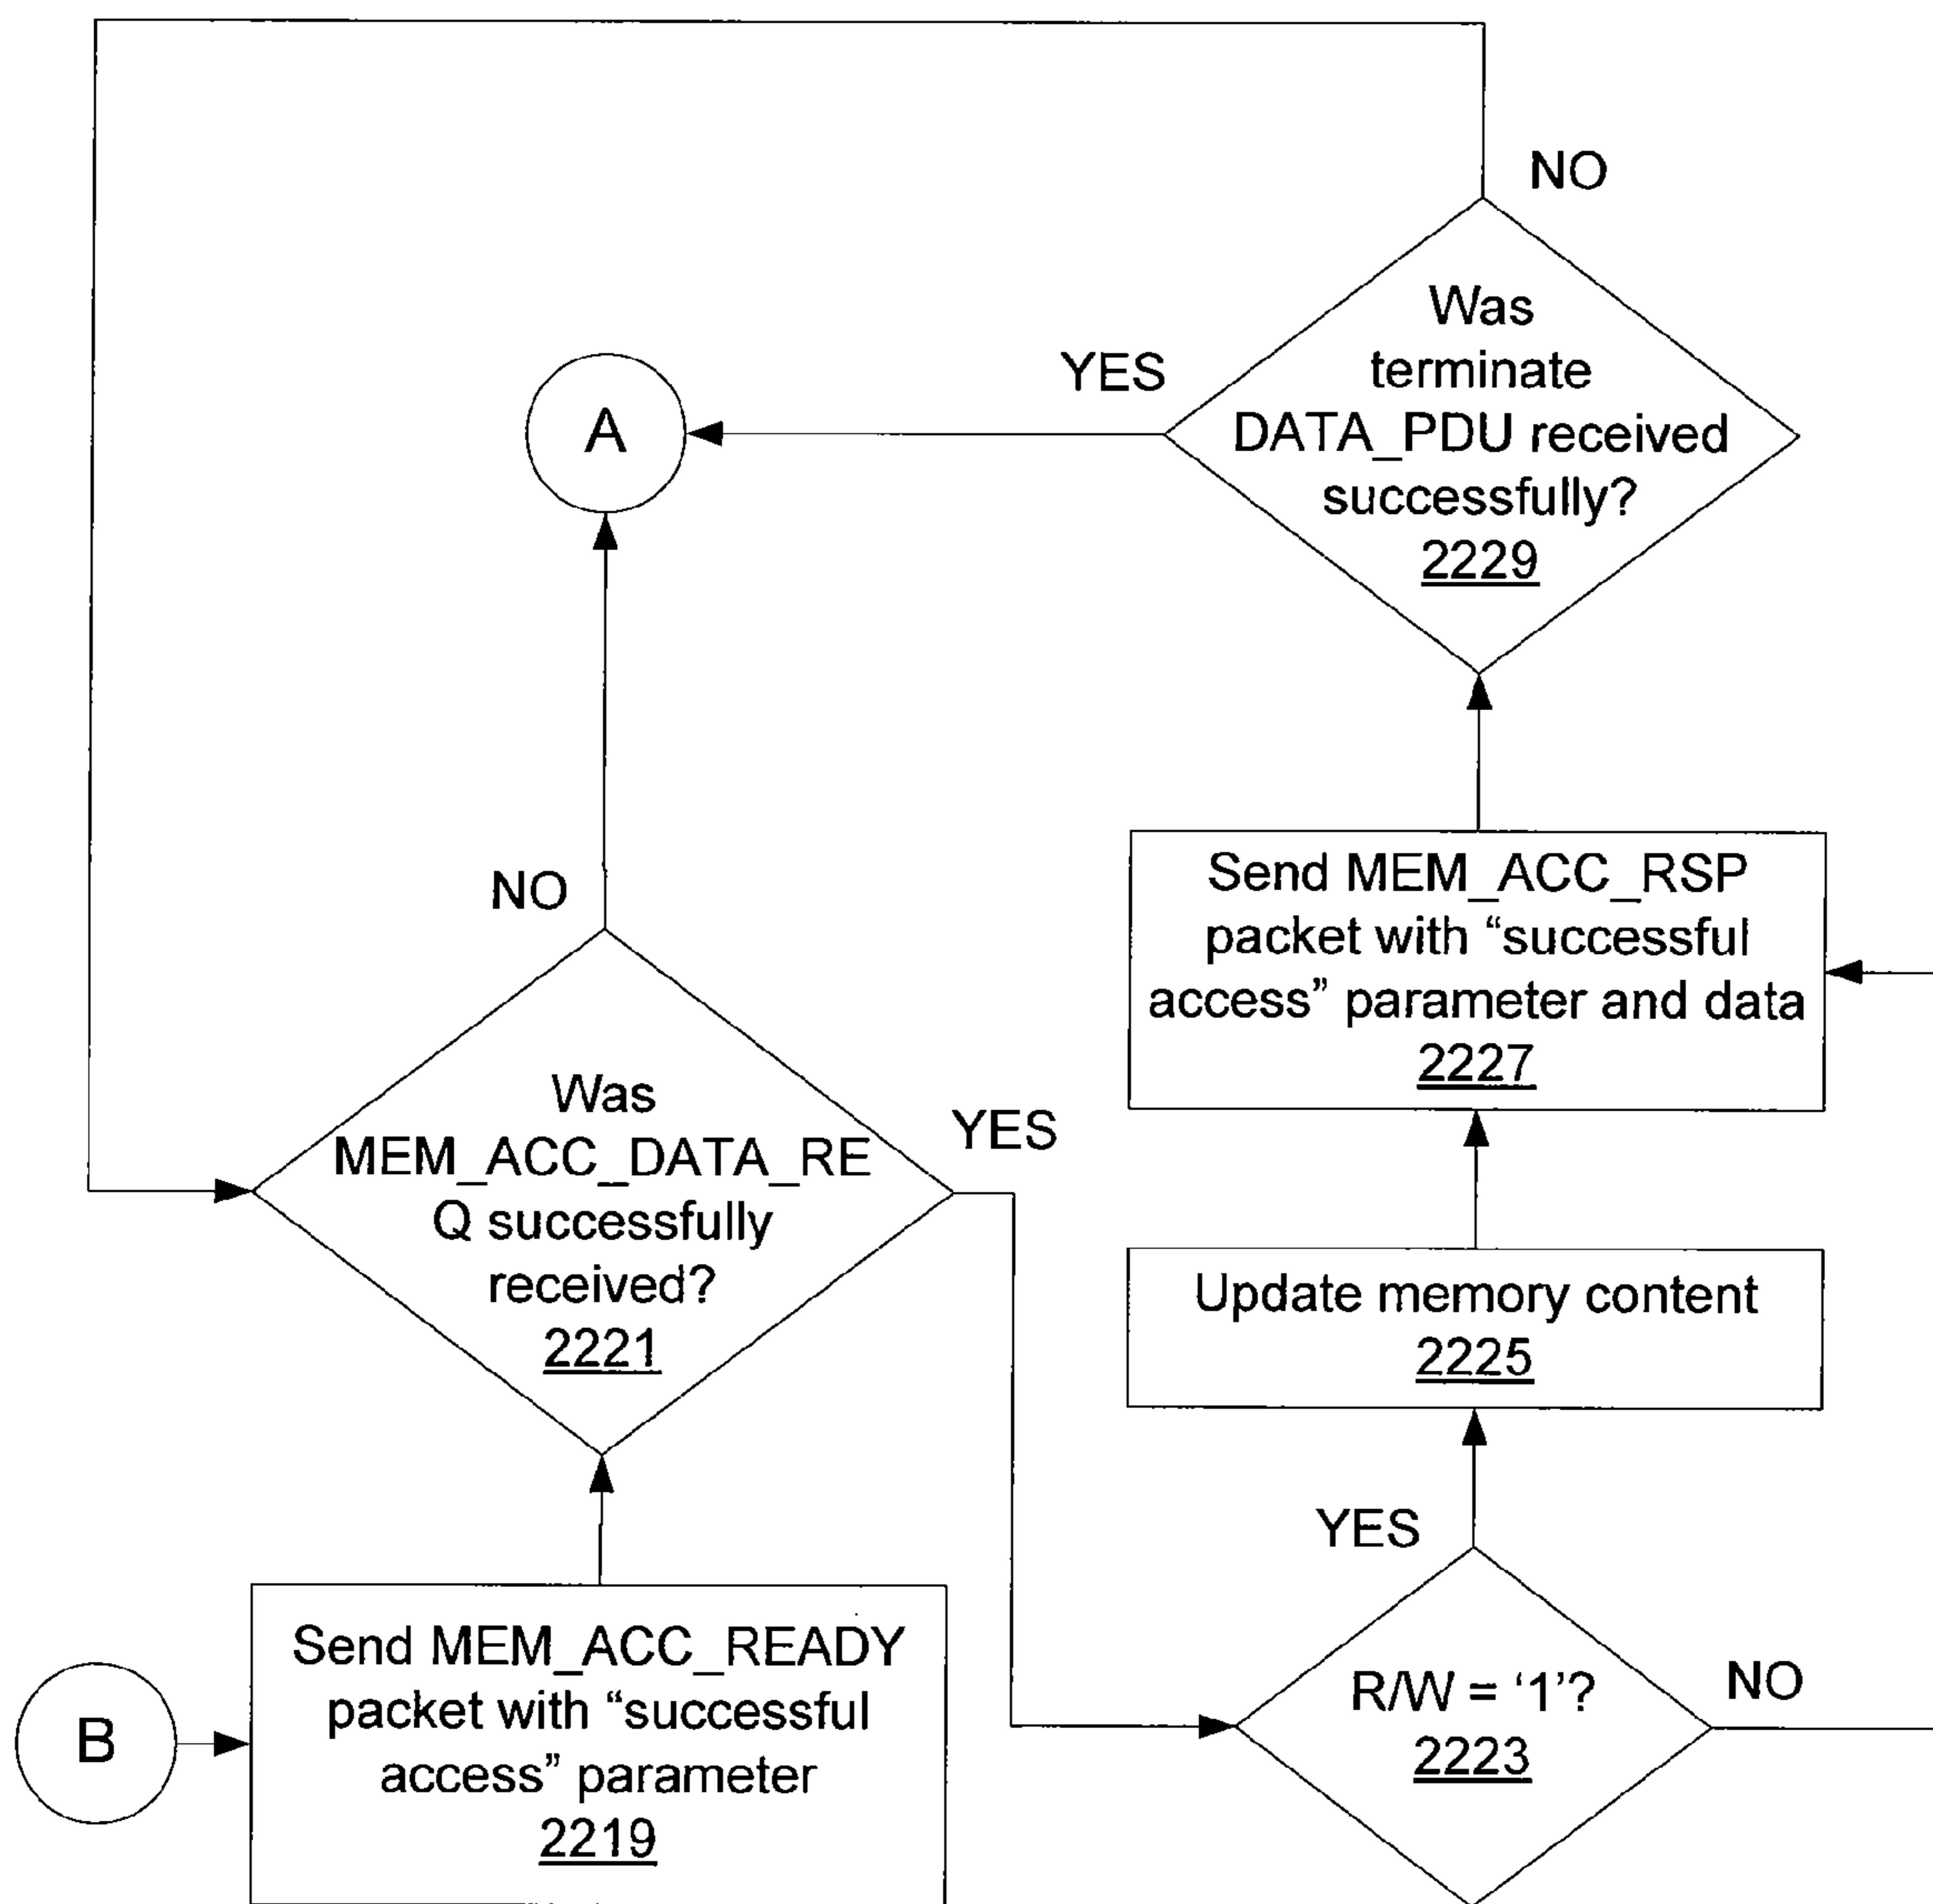 NO
Was
terminate
DATA_PDU received
successfully?
2229
YES
A
NO
Send MEM_ACC_RSP
packet with “successful
access” parameter and data
2227
Was
MEM_ACC_DATA_RE
Q successfully
received?
2221
YES
Update memory content
2225
YES
R/W = ‘1’?
2223
NO
Send MEM_ACC_READY
packet with “successful
access” parameter
2219
B